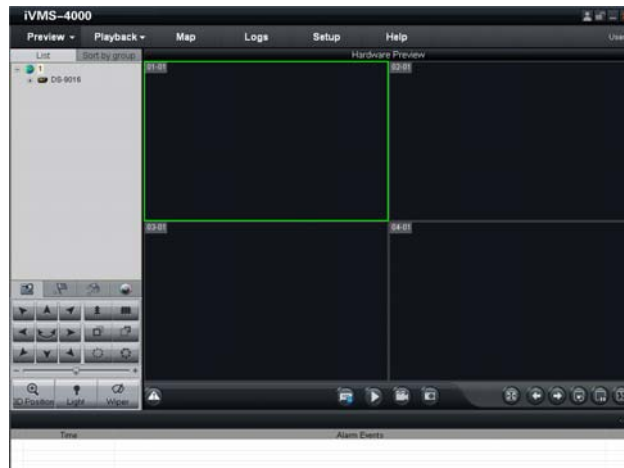 iVMS-4000
Preview Playback Map Logs Setup Help User
List Sort by group Hardware Preview
1
DS-9016
01-01 02-01
03-01 04-01
3D Position Light Wiper
Time Alarm Events